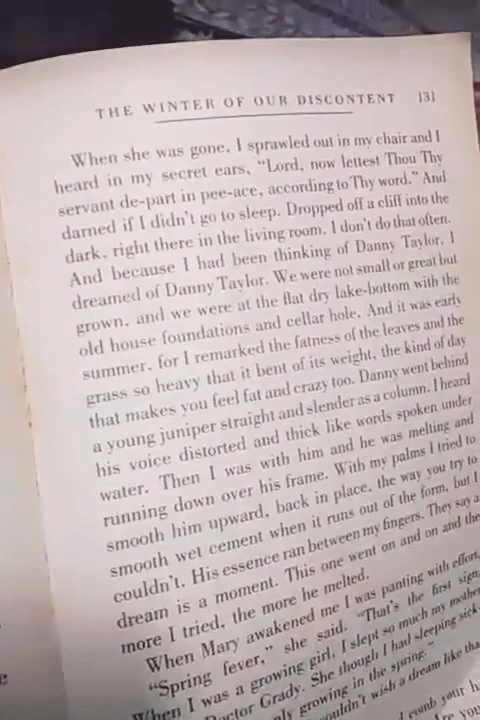 THE WINTER OF OUR DISCONTENT 131
When she was gone, I sprawled out in my chair and I
heard in my secret ears, “Lord, now lettest Thou Thy
servant de-part in pee-ace, according to Thy word.” And
darned if I didn't go to sleep. Dropped off a cliff into the
dark, right there in the living room. I don't do that often.
And because I had been thinking of Danny Taylor, I
dreamed of Danny Taylor. We were not small or great but
grown, and we were at the flat dry lake-bottom with the
old house foundations and cellar hole. And it was early
summer, for I remarked the fatness of the leaves and the
grass so heavy that it bent of its weight, the kind of day
that makes you feel fat and crazy too. Danny went behind
a young juniper straight and slender as a column. I heard
his voice distorted and thick like words spoken under
water. Then I was with him and he was melting and
running down over his frame. With my palms I tried to
smooth him upward, back in place, the way you try to
smooth wet cement when it runs out of the form, but I
couldn't. His essence ran between my fingers. They say a
dream is a moment. This one went on and on and the
more I tried, the more he melted.
When Mary awakened me I was panting with effort.
“Spring fever,” she said. “That's the first sign.
When I was a growing girl, I slept so much my mother
Doctor Grady. She though I had sleeping sick-
only growing in the spring.”
wouldn't wish a dream like that
comb your